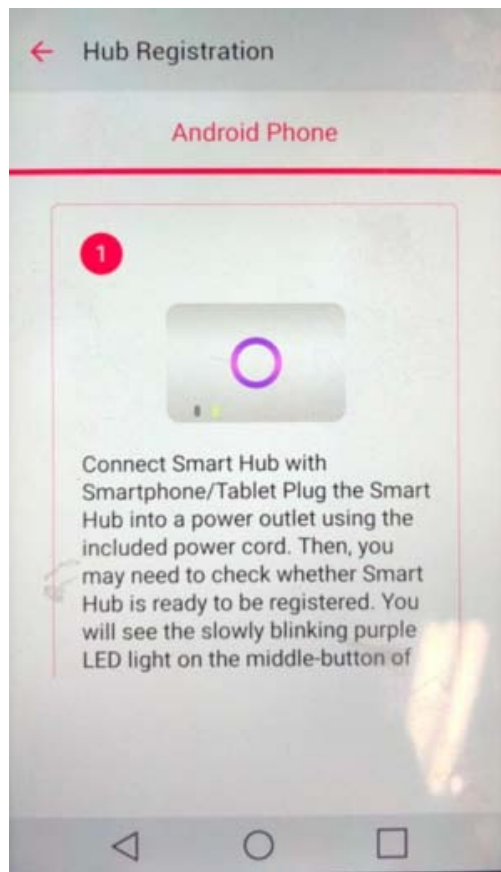 Hub Registration
Android Phone
1
Connect Smart Hub with
Smartphone/Tablet Plug the Smart
Hub into a power outlet using the
included power cord. Then, you
may need to check whether Smart
Hub is ready to be registered. You
will see the slowly blinking purple
LED light on the middle-button of